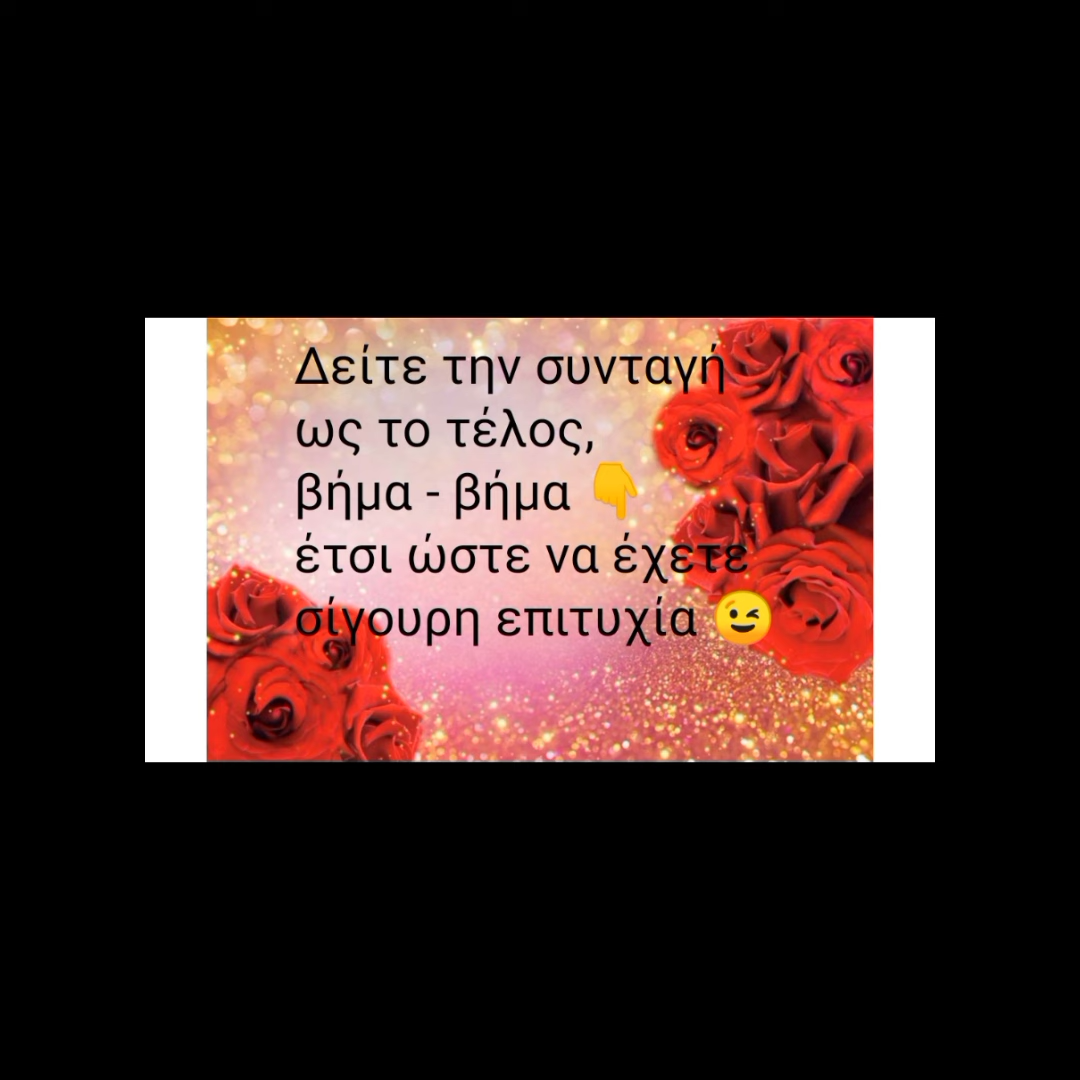 Δείτε την συνταγή
ως το τέλος,
βήμα - βήμα 👇
έτσι ώστε να έχετε
σίγουρη επιτυχία 😉